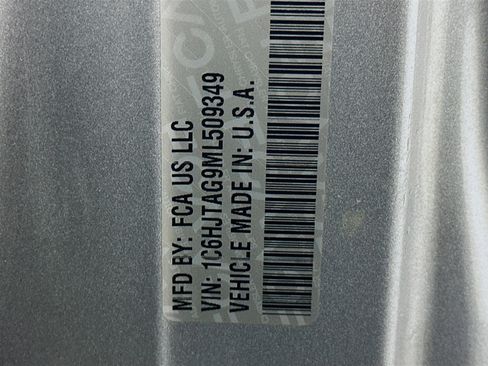 MFD BY: FCA US LLC
VIN: 1C6HJTAG9ML509349
VEHICLE MADE IN: U.S.A.